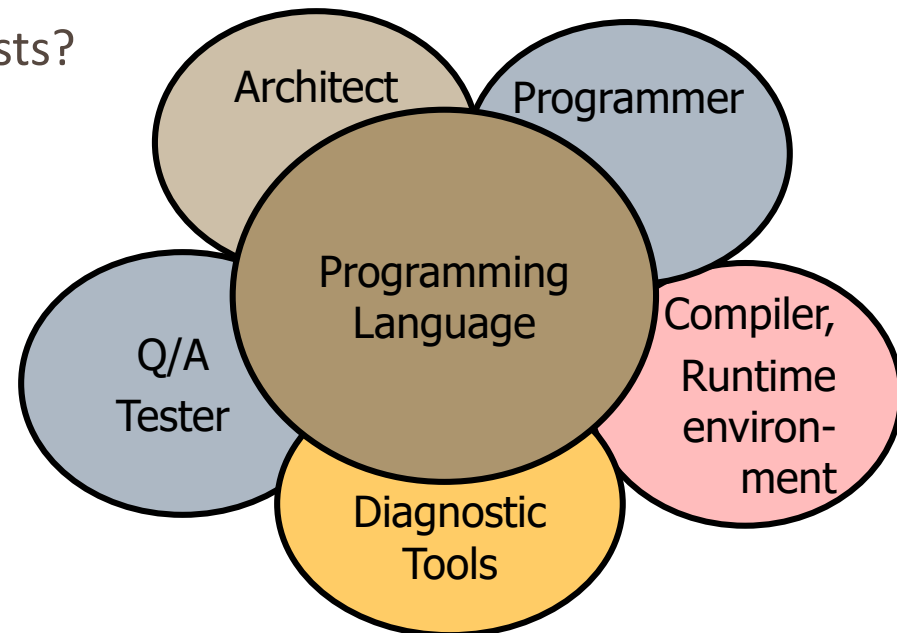 sts?
Architect
Programmer
Programming
Language
Compiler,
Runtime
environ-
ment
Q/A
Tester
Diagnostic
Tools